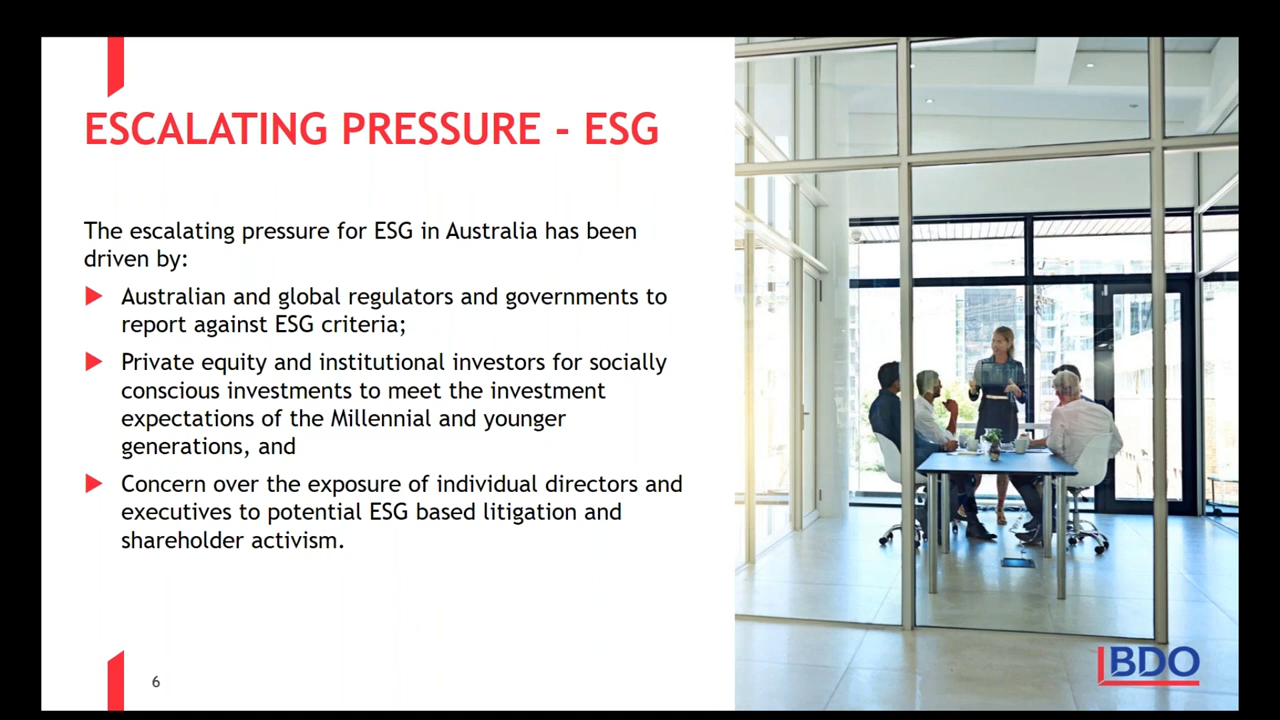 ESCALATING PRESSURE - ESG
The escalating pressure for ESG in Australia has been
driven by:
Australian and global regulators and governments to
report against ESG criteria;
Private equity and institutional investors for socially
conscious investments to meet the investment
expectations of the Millennial and younger
generations, and
Concern over the exposure of individual directors and
executives to potential ESG based litigation and
shareholder activism.
6
BDO